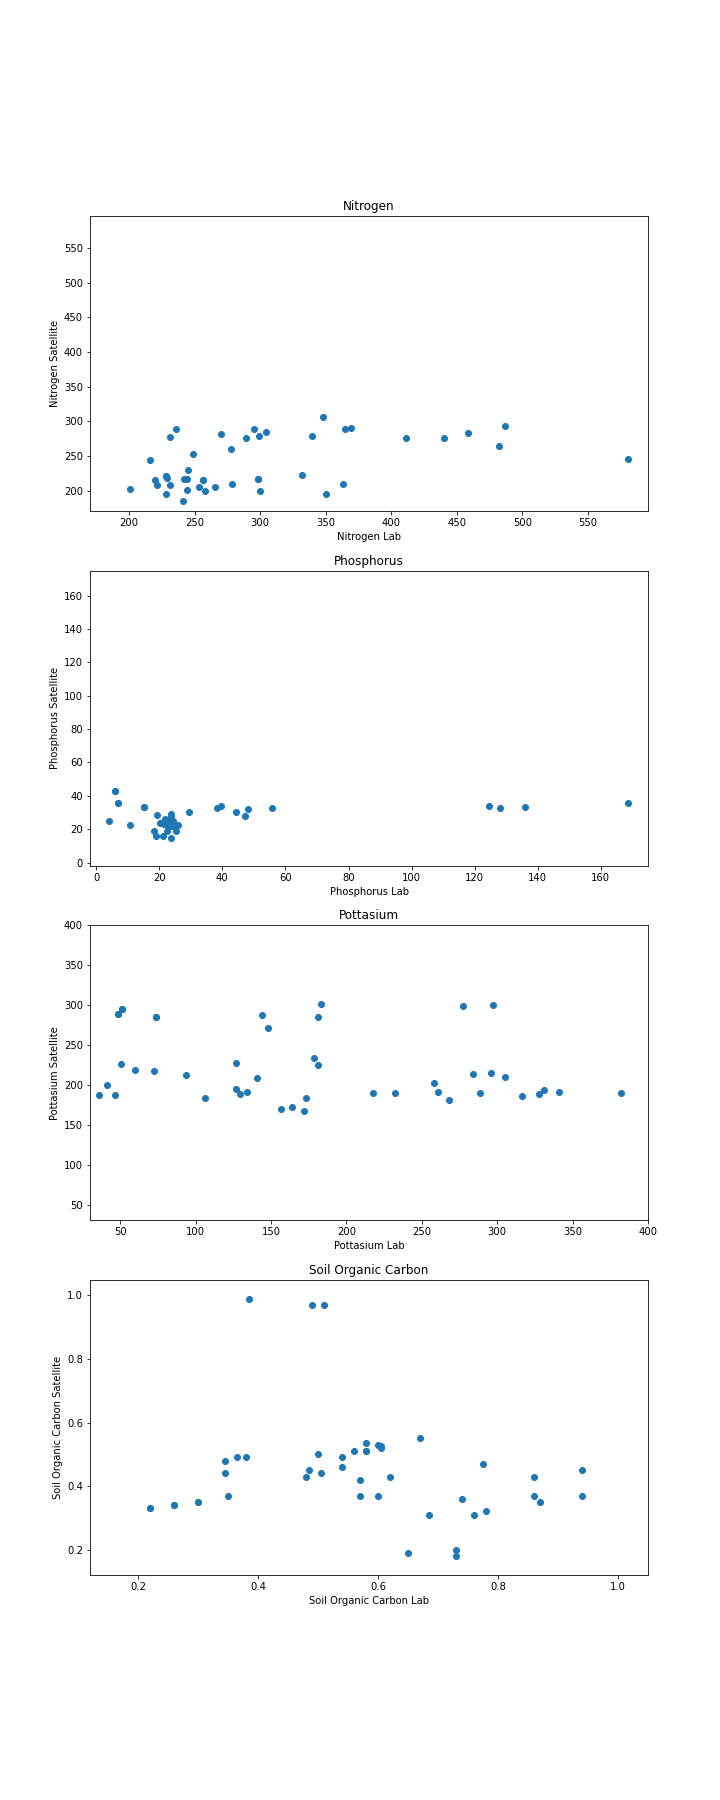 Nitrogen
550
500
450
400
350
300
250
200
Nitrogen Satellite
200 250 300 350 400 450 500 550
Nitrogen Lab
Phosphorus
160
140
120
100
80
60
40
20
0
Phosphorus Satellite
0 20 40 60 80 100 120 140 160
Phosphorus Lab
Pottasium
400
350
300
250
200
150
100
50
Pottasium Satellite
50 100 150 200 250 300 350 400
Pottasium Lab
Soil Organic Carbon
1.0
0.8
0.6
0.4
0.2
Soil Organic Carbon Satellite
0.2 0.4 0.6 0.8 1.0
Soil Organic Carbon Lab